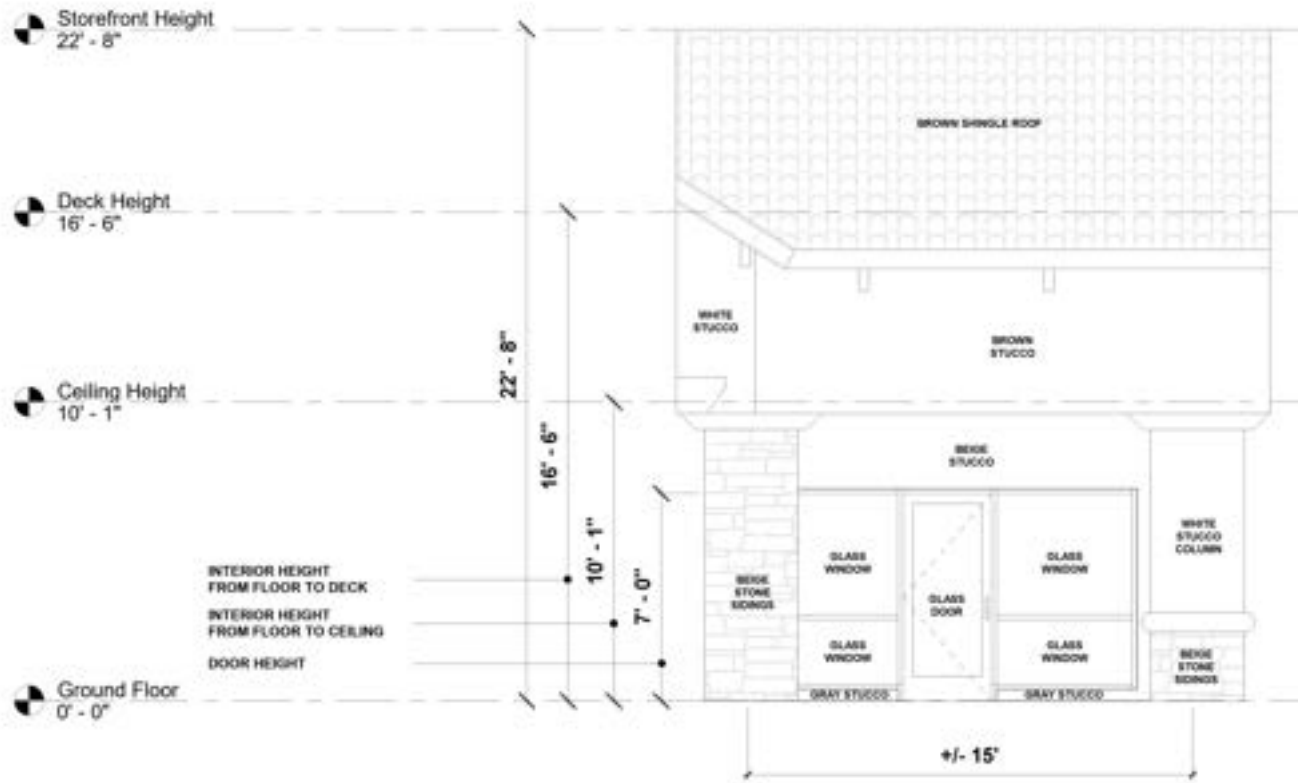 Storefront Height
22' - 8"
BROWN SHINGLE ROOF
Deck Height
16' - 6"
WHITE
STUCCO
BROWN
STUCCO
22' - 8"
Ceiling Height
10' - 1"
16' - 6"
BEIGE
STUCCO
10' - 1"
7' - 0"
GLASS
WINDOW
GLASS
WINDOW
WHITE
STUCCO
COLUMN
INTERIOR HEIGHT
FROM FLOOR TO DECK
BEIGE
STONE
SIDINGS
GLASS
DOOR
INTERIOR HEIGHT
FROM FLOOR TO CEILING
GLASS
WINDOW
GLASS
WINDOW
BEIGE
STONE
SIDINGS
DOOR HEIGHT
Ground Floor
0' - 0"
GRAY STUCCO
GRAY STUCCO
+/- 15'